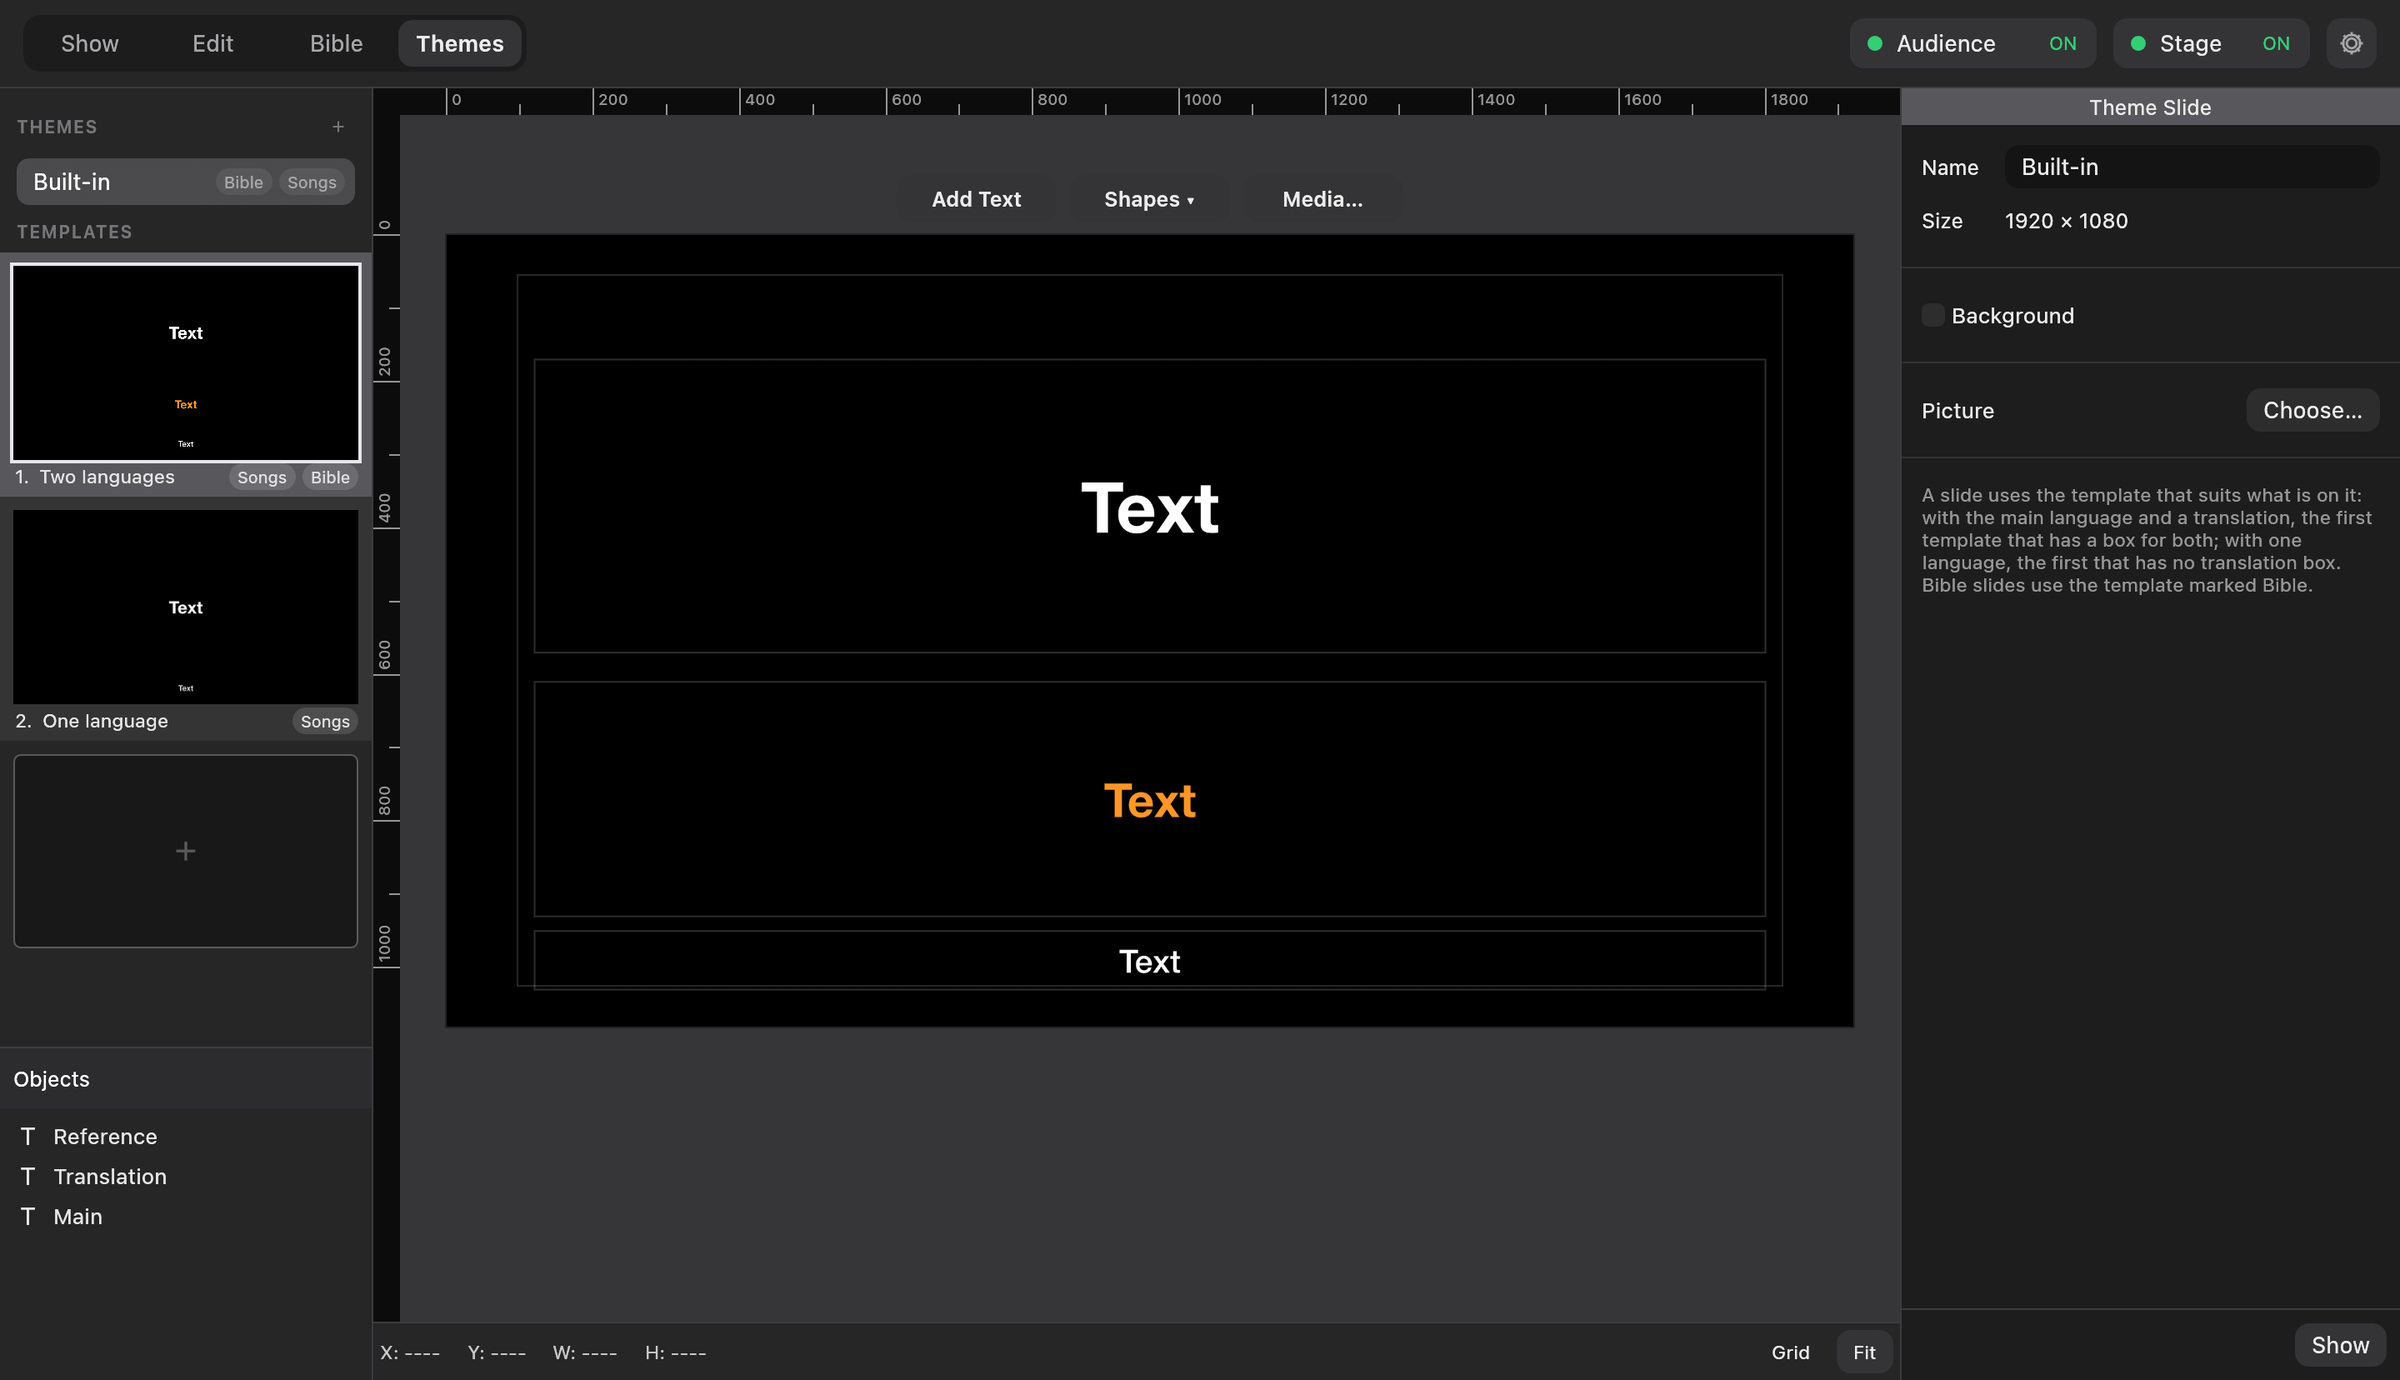 Show Edit Bible Themes
Audience ON Stage ON
THEMES +
Built-in Bible Songs
TEMPLATES
Text
Text
Text
1. Two languages Songs Bible
Text
Text
2. One language Songs
+
Objects
T Reference
T Translation
T Main
0 200 400 600 800 1000 1200 1400 1600 1800
0
200
400
600
800
1000
Add Text Shapes ▾ Media...
Text
Text
Text
X: ---- Y: ---- W: ---- H: ---- Grid Fit
Theme Slide
Name Built-in
Size 1920 × 1080
Background
Picture Choose...
A slide uses the template that suits what is on it:
with the main language and a translation, the first
template that has a box for both; with one
language, the first that has no translation box.
Bible slides use the template marked Bible.
Show